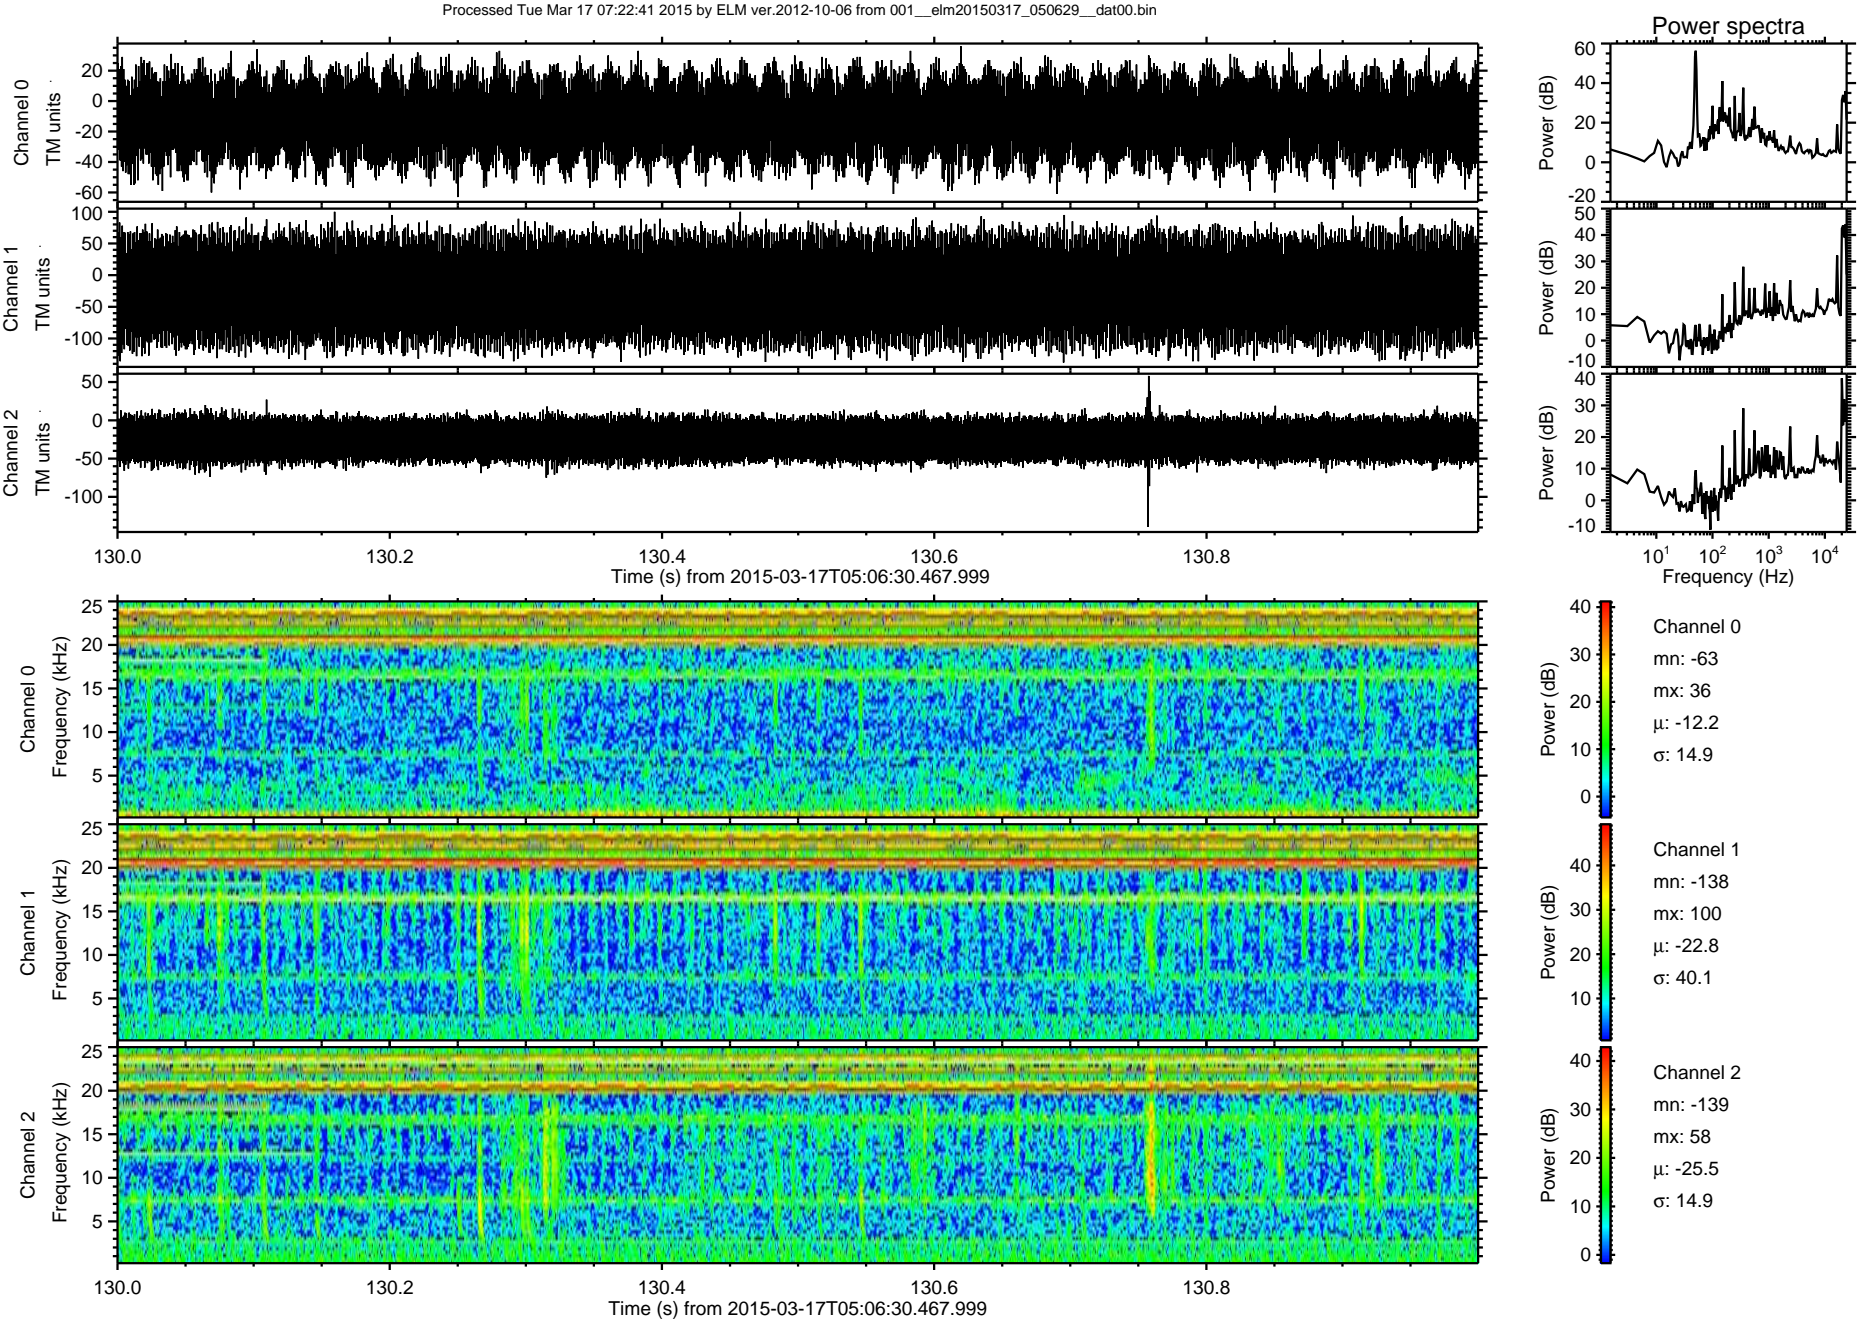 Processed Tue Mar 17 07:22:41 2015 by ELM ver.2012-10-06 from 001__elm20150317_050629__dat00.bin
Power spectra
Channel 0
TM units
20
0
-20
-40
-60
Power (dB)
60
40
20
0
-20
Channel 1
TM units
100
50
0
-50
-100
Power (dB)
50
40
30
20
10
0
-10
Channel 2
TM units
50
0
-50
-100
Power (dB)
40
30
20
10
0
-10
130.0 130.2 130.4 130.6 130.8
Time (s) from 2015-03-17T05:06:30.467.999
10¹ 10² 10³ 10⁴
Frequency (Hz)
Channel 0
Frequency (kHz)
25
20
15
10
5
Power (dB)
40
30
20
10
0
Channel 0
mn: -63
mx: 36
μ: -12.2
σ: 14.9
Channel 1
Frequency (kHz)
25
20
15
10
5
Power (dB)
40
30
20
10
Channel 1
mn: -138
mx: 100
μ: -22.8
σ: 40.1
Channel 2
Frequency (kHz)
25
20
15
10
5
Power (dB)
40
30
20
10
0
Channel 2
mn: -139
mx: 58
μ: -25.5
σ: 14.9
130.0 130.2 130.4 130.6 130.8
Time (s) from 2015-03-17T05:06:30.467.999